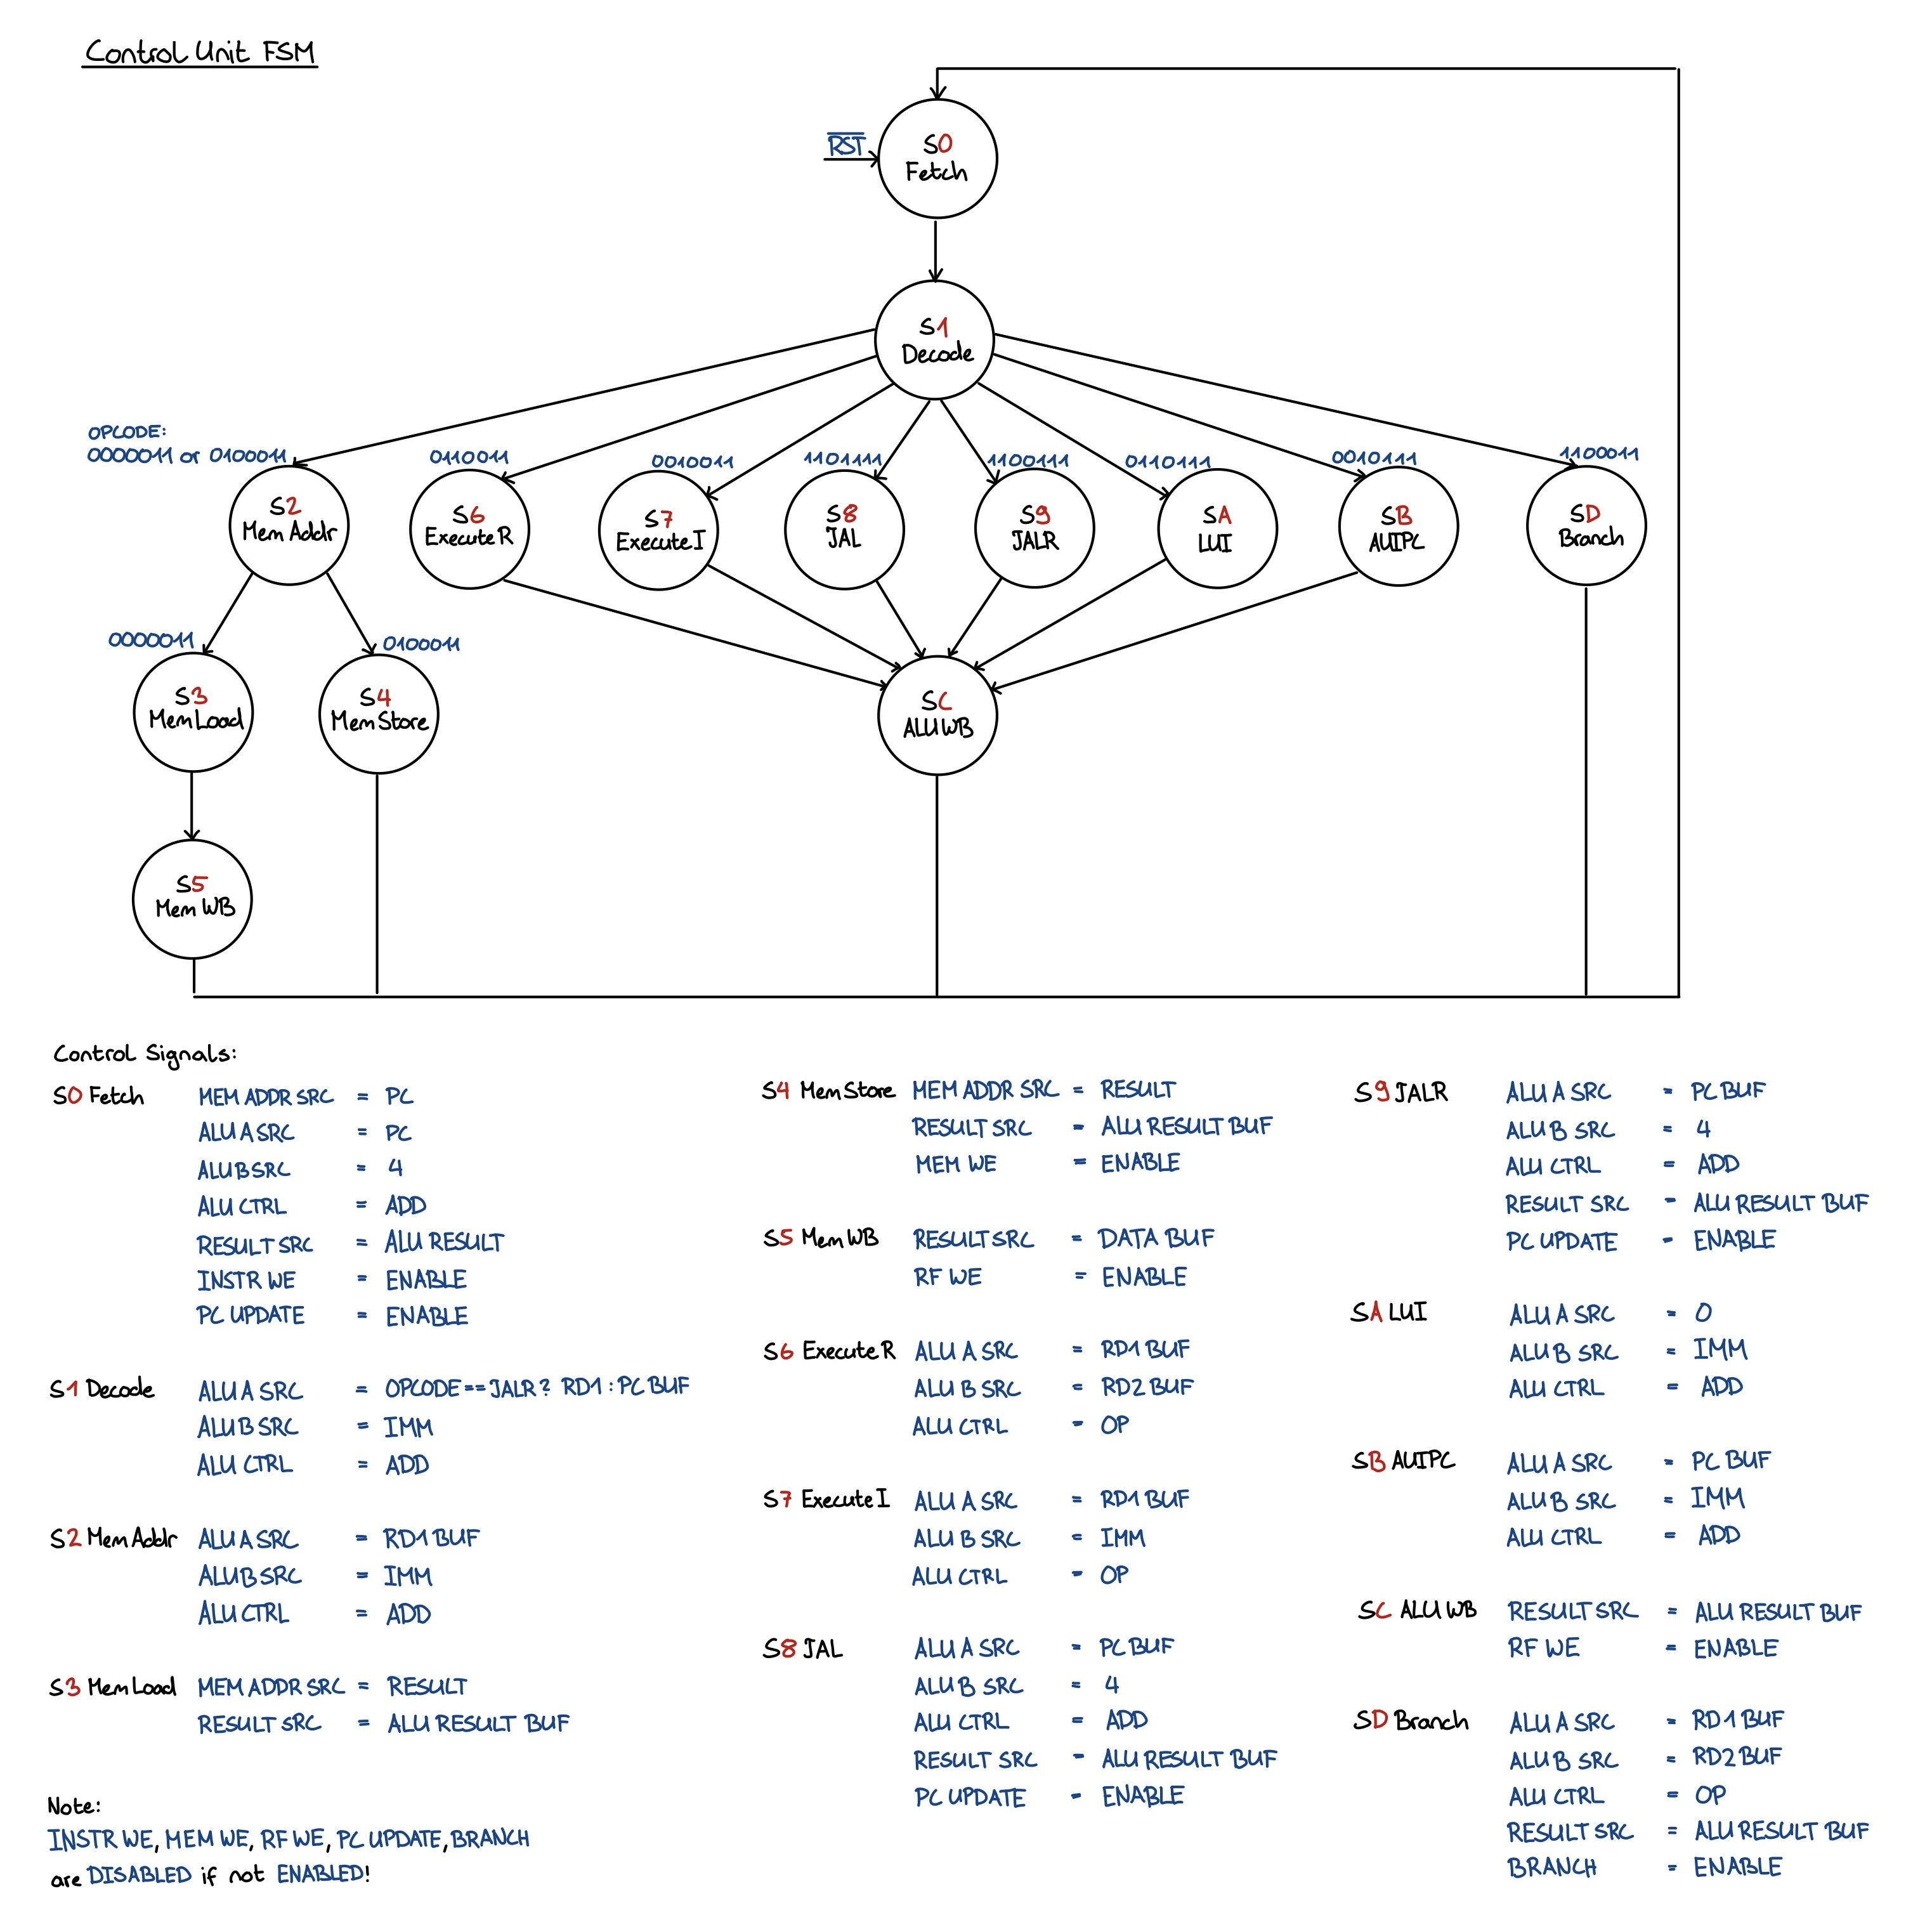 Control Unit FSM
RST
S0
Fetch
S1
Decode
OPCODE:
0000011 or 0100011
0110011
0010011
1101111
1100111
0110111
0010111
1100011
S2
Mem Addr
S6
ExecuteR
S7
ExecuteI
S8
JAL
S9
JALR
SA
LUI
SB
AUIPC
SD
Branch
0000011
0100011
S3
MemLoad
S4
MemStore
SC
ALU WB
S5
Mem WB
Control Signals:
S0 Fetch
MEM ADDR SRC = PC
ALU A SRC = PC
ALU B SRC = 4
ALU CTRL = ADD
RESULT SRC = ALU RESULT
INSTR WE = ENABLE
PC UPDATE = ENABLE
S1 Decode
ALU A SRC = OPCODE==JALR? RD1 : PC BUF
ALU B SRC = IMM
ALU CTRL = ADD
S2 Mem Addr
ALU A SRC = RD1 BUF
ALU B SRC = IMM
ALU CTRL = ADD
S3 MemLoad
MEM ADDR SRC = RESULT
RESULT SRC = ALU RESULT BUF
Note:
INSTR WE, MEM WE, RF WE, PC UPDATE, BRANCH
are DISABLED if not ENABLED!
S4 MemStore
MEM ADDR SRC = RESULT
RESULT SRC = ALU RESULT BUF
MEM WE = ENABLE
S5 Mem WB
RESULT SRC = DATA BUF
RF WE = ENABLE
S6 ExecuteR
ALU A SRC = RD1 BUF
ALU B SRC = RD2 BUF
ALU CTRL = OP
S7 ExecuteI
ALU A SRC = RD1 BUF
ALU B SRC = IMM
ALU CTRL = OP
S8 JAL
ALU A SRC = PC BUF
ALU B SRC = 4
ALU CTRL = ADD
RESULT SRC = ALU RESULT BUF
PC UPDATE = ENABLE
S9 JALR
ALU A SRC = PC BUF
ALU B SRC = 4
ALU CTRL = ADD
RESULT SRC = ALU RESULT BUF
PC UPDATE = ENABLE
SA LUI
ALU A SRC = 0
ALU B SRC = IMM
ALU CTRL = ADD
SB AUIPC
ALU A SRC = PC BUF
ALU B SRC = IMM
ALU CTRL = ADD
SC ALU WB
RESULT SRC = ALU RESULT BUF
RF WE = ENABLE
SD Branch
ALU A SRC = RD1 BUF
ALU B SRC = RD2 BUF
ALU CTRL = OP
RESULT SRC = ALU RESULT BUF
BRANCH = ENABLE